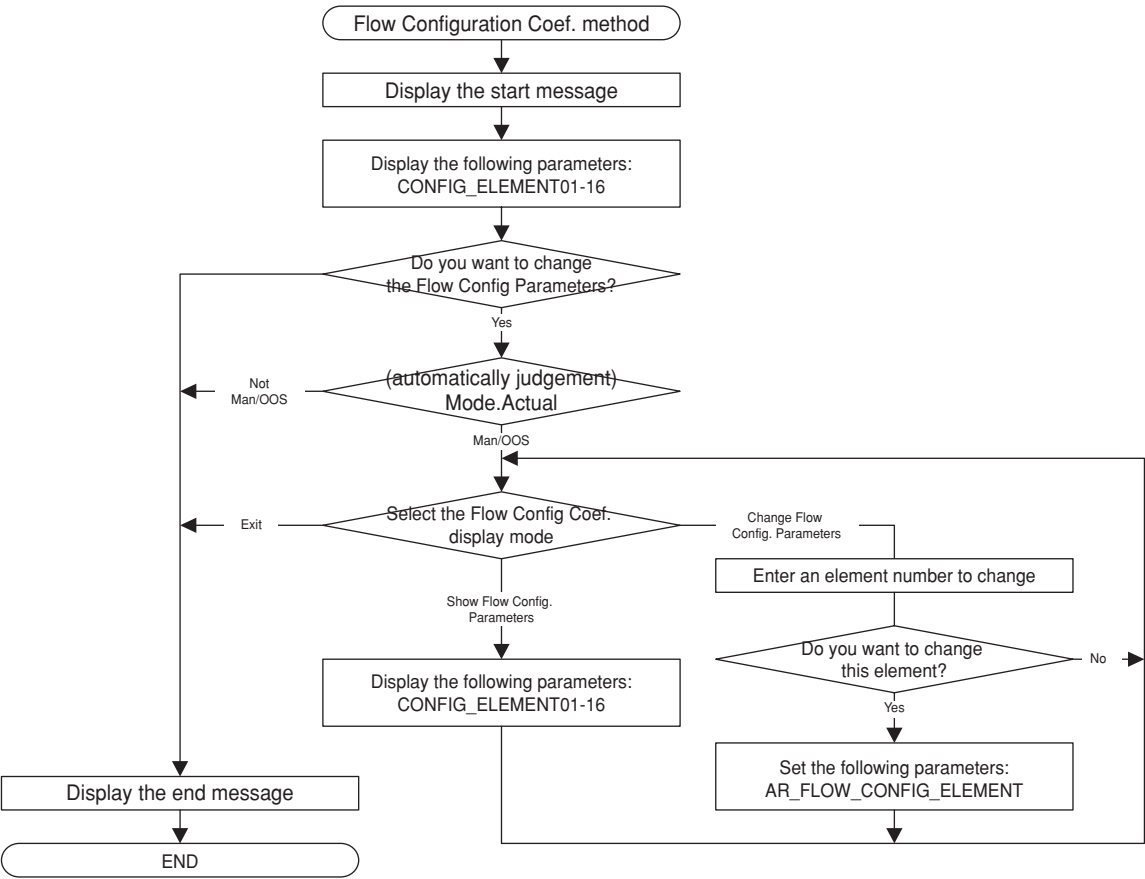 Flow Configuration Coef. method
Display the start message
Display the following parameters:
CONFIG_ELEMENT01-16
Do you want to change
the Flow Config Parameters?
Yes
(automatically judgement)
Mode.Actual
Not
Man/OOS
Man/OOS
Select the Flow Config Coef.
display mode
Exit
Change Flow
Config. Parameters
Enter an element number to change
Show Flow Config.
Parameters
Do you want to change
this element?
No
Yes
Display the following parameters:
CONFIG_ELEMENT01-16
Set the following parameters:
AR_FLOW_CONFIG_ELEMENT
Display the end message
END